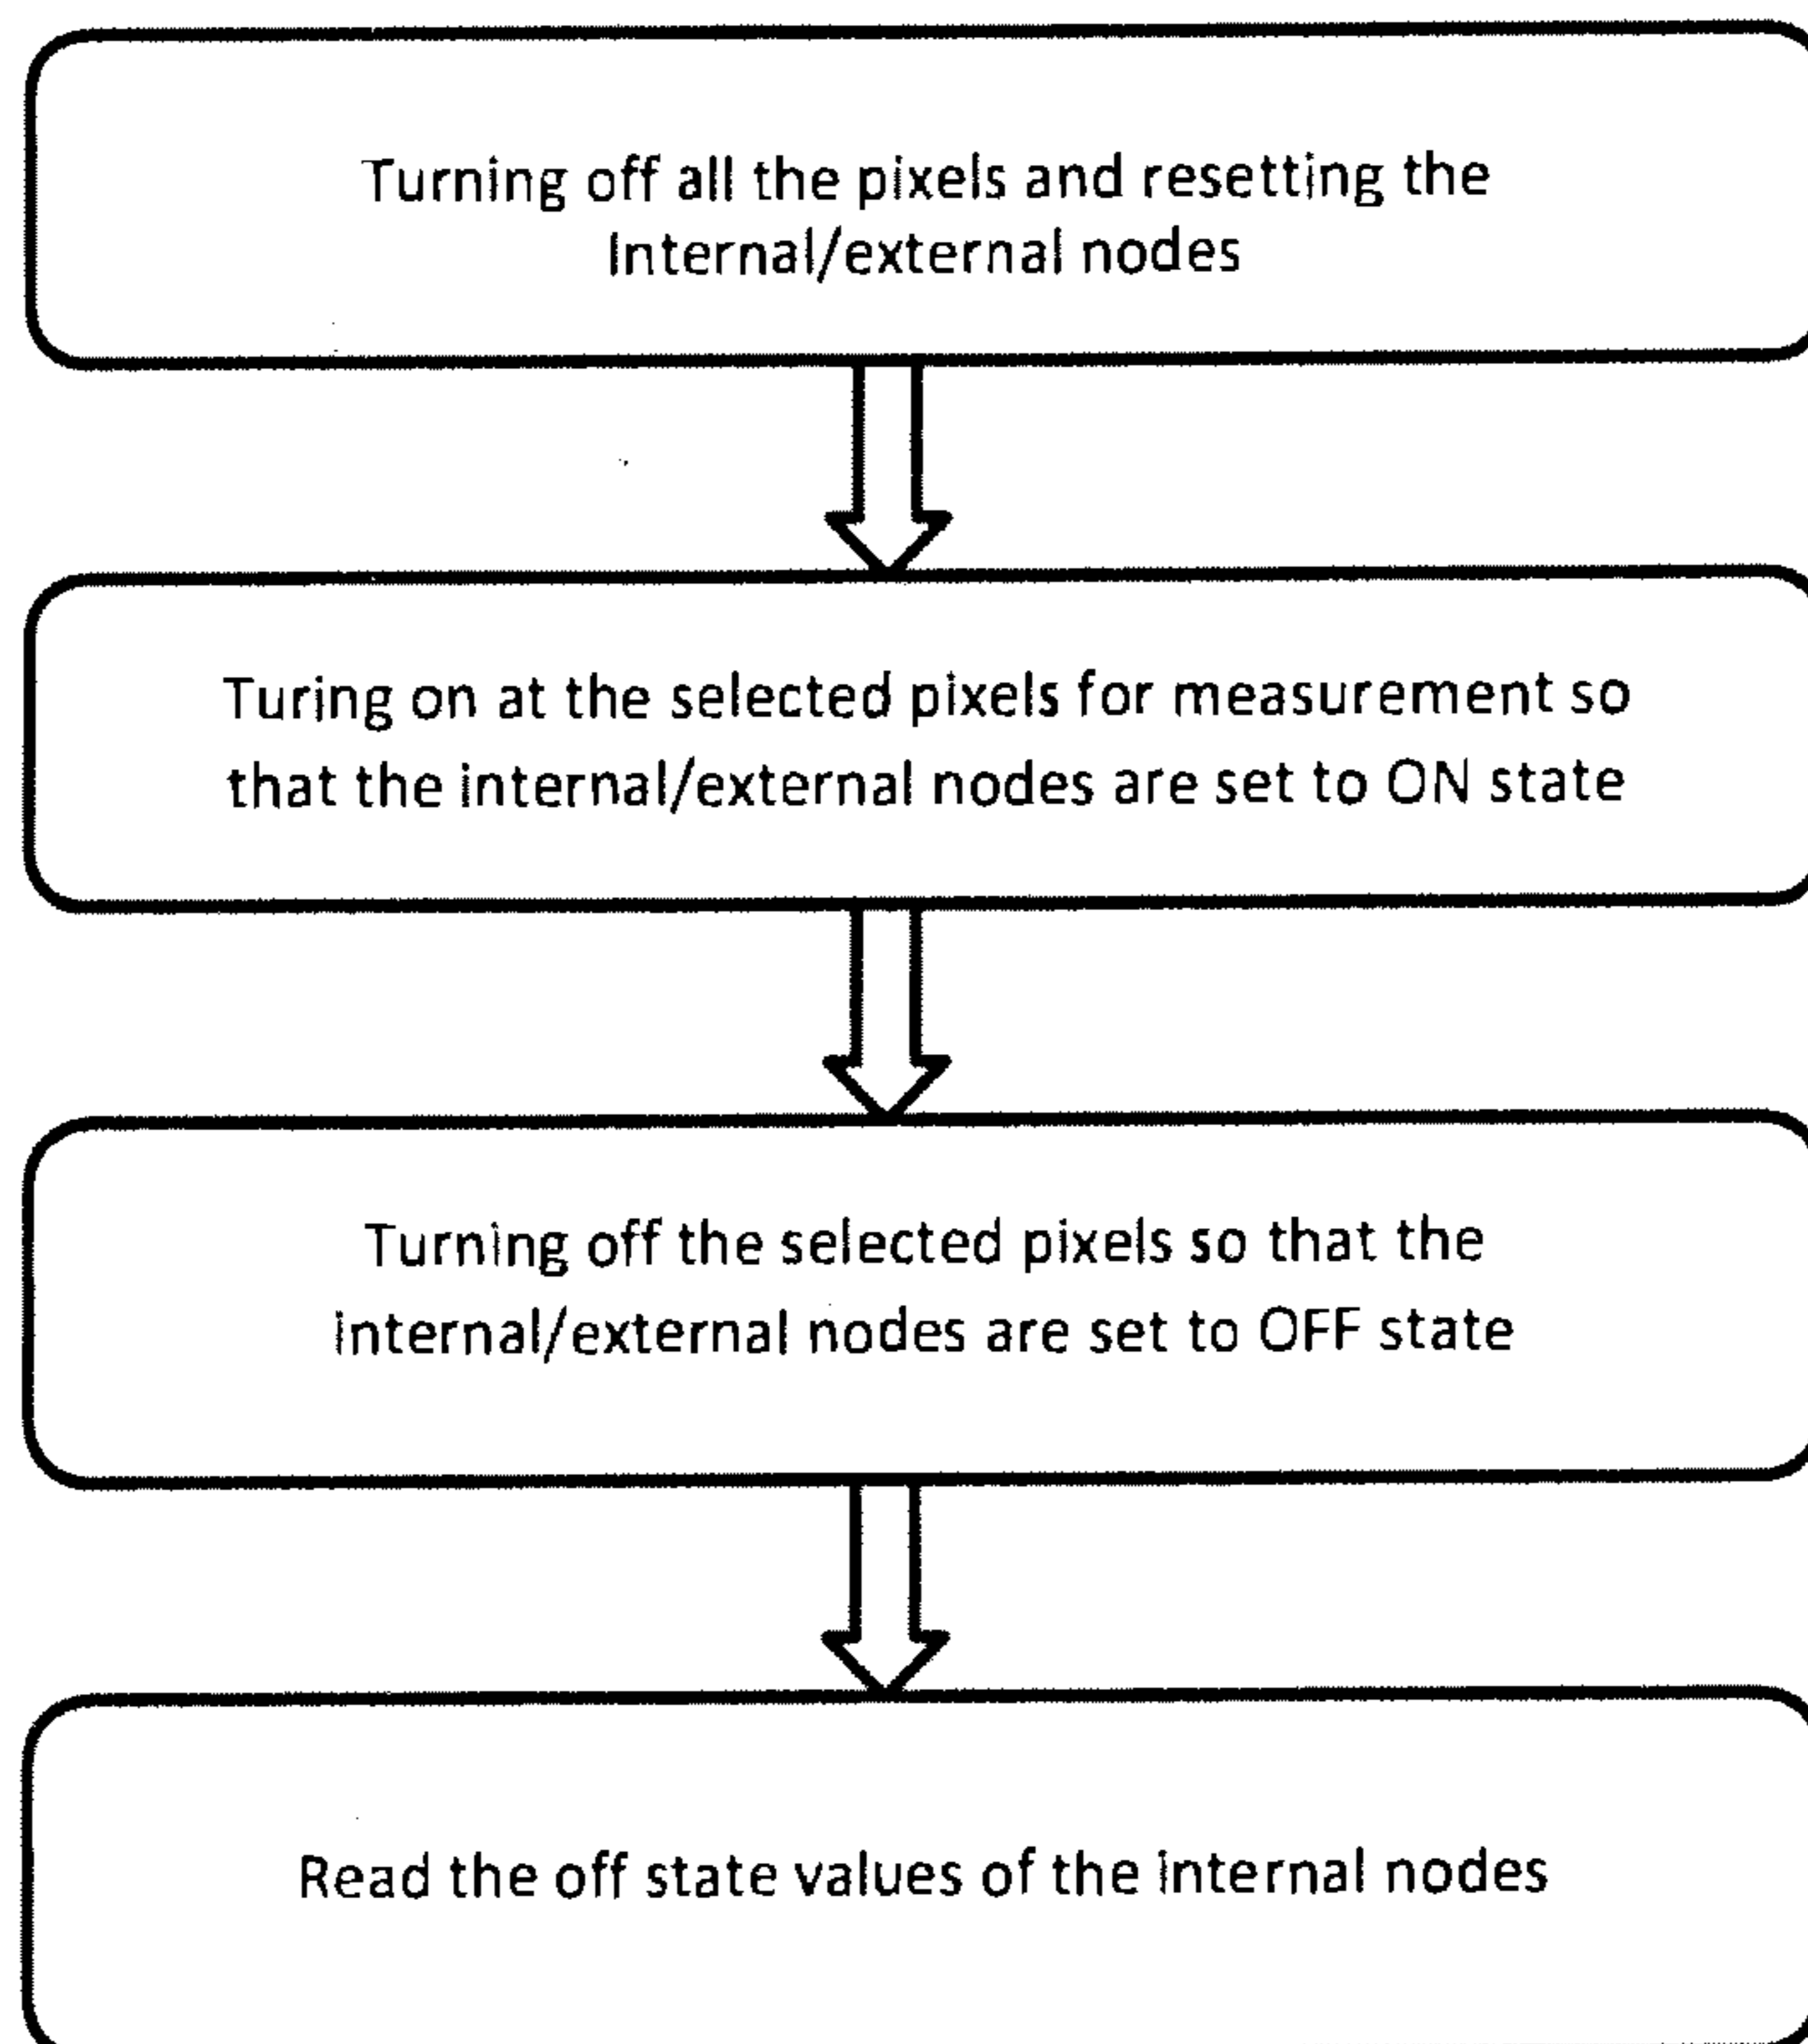 Turning off all the pixels and resetting the
Internal/external nodes
Turing on at the selected pixels for measurement so
that the internal/external nodes are set to ON state
Turning off the selected pixels so that the
internal/external nodes are set to OFF state
Read the off state values of the internal nodes